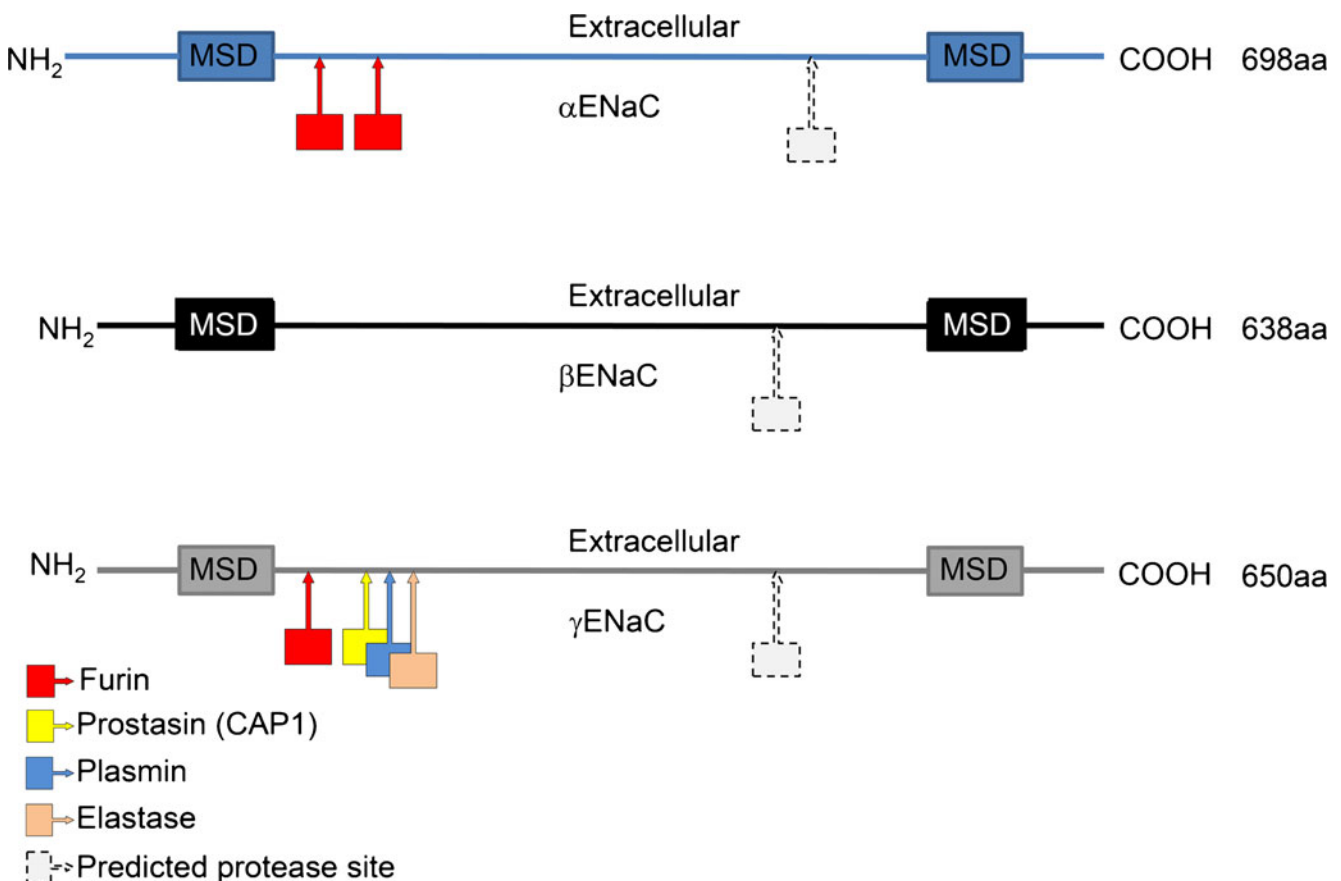 Extracellular
NH₂ MSD MSD COOH 698aa
αENaC
Extracellular
NH₂ MSD MSD COOH 638aa
βENaC
Extracellular
NH₂ MSD MSD COOH 650aa
γENaC
Furin
Prostasin (CAP1)
Plasmin
Elastase
Predicted protease site